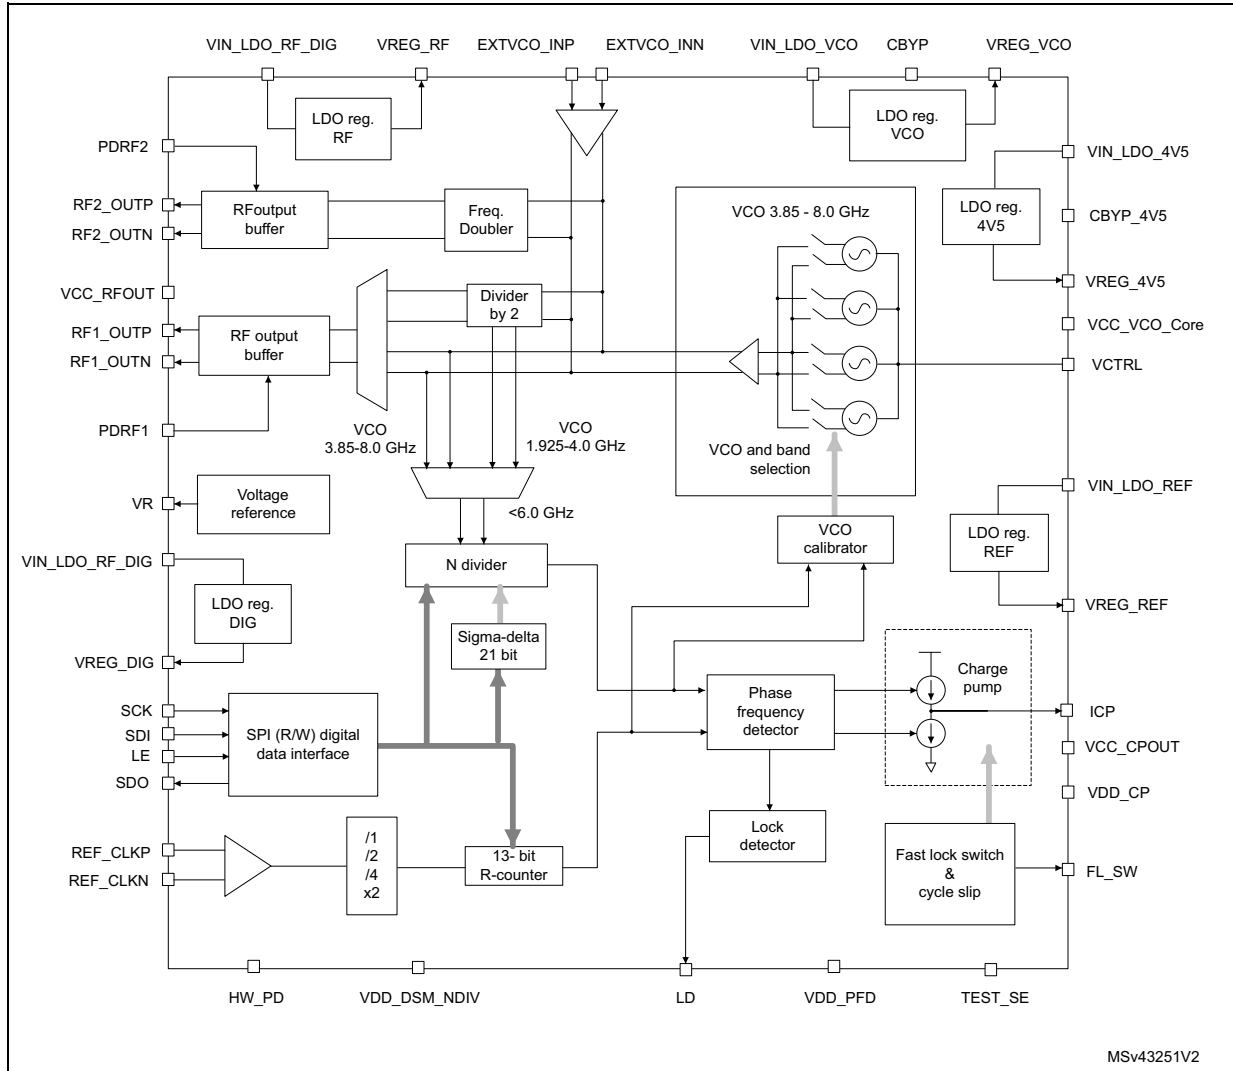 VIN_LDO_RF_DIG
VREG_RF
EXTVCO_INP
EXTVCO_INN
VIN_LDO_VCO
CBYP
VREG_VCO
LDO reg.
RF
LDO reg.
VCO
PDRF2
RF2_OUTP
RF2_OUTN
VCC_RFOUT
RF1_OUTP
RF1_OUTN
PDRF1
VR
VIN_LDO_RF_DIG
VREG_DIG
SCK
SDI
LE
SDO
REF_CLKP
REF_CLKN
RFoutput
buffer
Freq.
Doubler
RF output
buffer
Divider
by 2
VCO
3.85-8.0 GHz
VCO
1.925-4.0 GHz
<6.0 GHz
Voltage
reference
N divider
LDO reg.
DIG
Sigma-delta
21 bit
SPI (R/W) digital
data interface
/1
/2
/4
x2
13- bit
R-counter
VCO 3.85 - 8.0 GHz
VCO and band
selection
VCO
calibrator
Phase
frequency
detector
Lock
detector
Charge
pump
Fast lock switch
&
cycle slip
LDO reg.
4V5
LDO reg.
REF
VIN_LDO_4V5
CBYP_4V5
VREG_4V5
VCC_VCO_Core
VCTRL
VIN_LDO_REF
VREG_REF
ICP
VCC_CPOUT
VDD_CP
FL_SW
HW_PD
VDD_DSM_NDIV
LD
VDD_PFD
TEST_SE
MSv43251V2